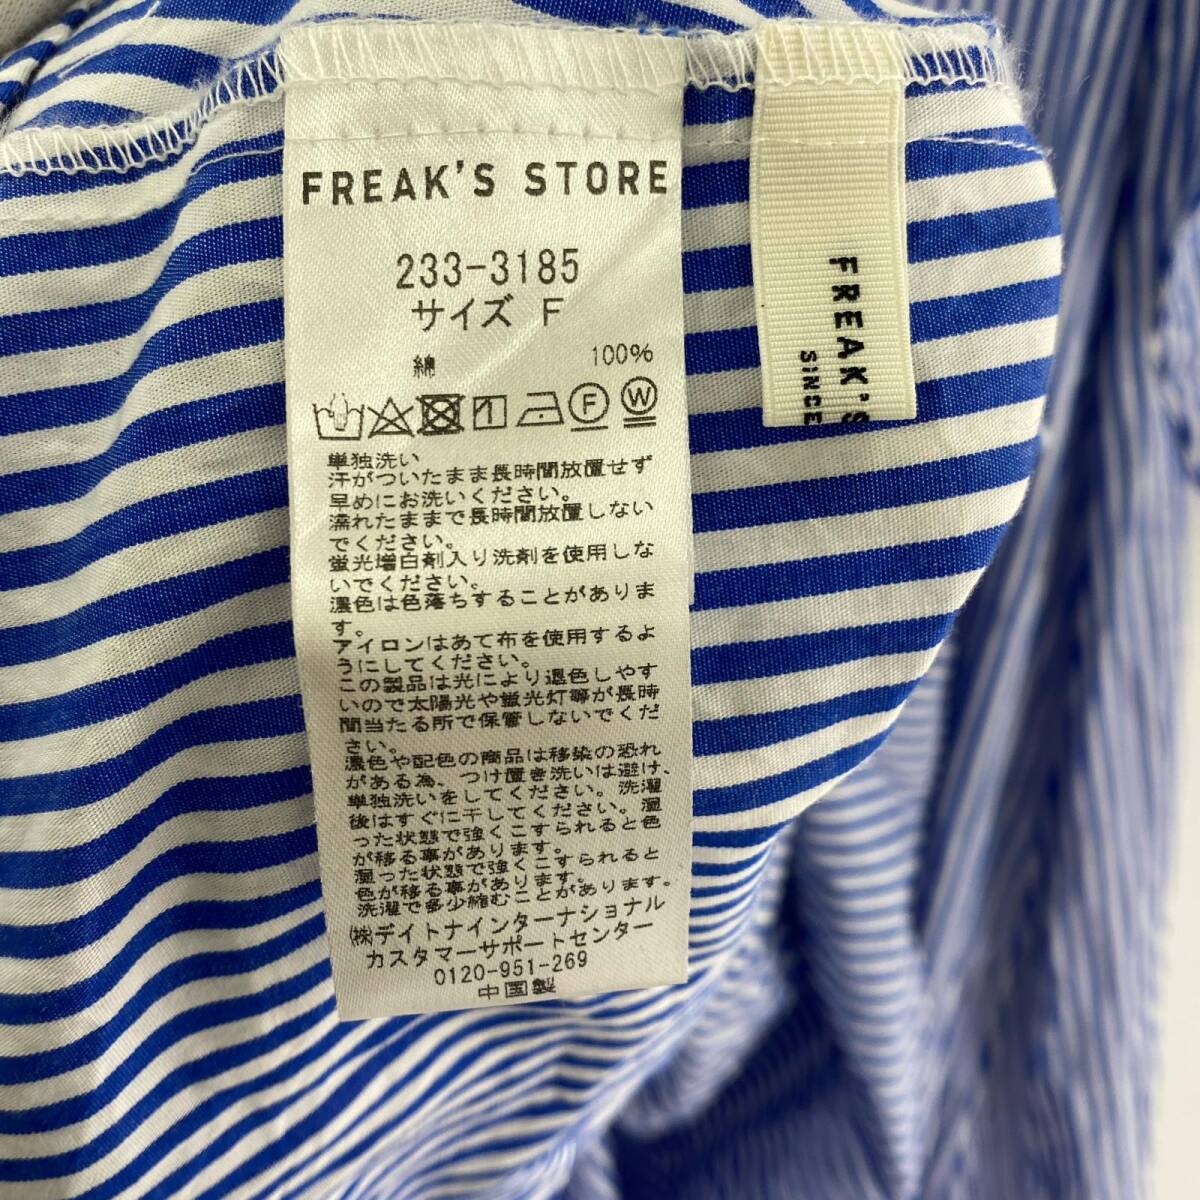 FREAK'S STORE
233-3185
サイズ F
綿 100%
F W
単独洗い
汗がついたまま長時間放置せず
早めにお洗いください。
濡れたままで長時間放置しない
でください。
蛍光増白剤入り洗剤を使用しな
いでください。
濃色は色落ちすることがありま
す。
アイロンはあて布を使用するよ
うにしてください。
この製品は光により退色しやす
いので太陽光や蛍光灯等が長時
間当たる所で保管しないでくだ
さい。
濃色や配色の商品は移染の恐れ
がある為、つけ置き洗いは避け、
単独洗いをしてください。洗濯
後はすぐに干してください。湿
った状態で強くこすられると色
が移る事があります。
湿った状態で強くこすられると
色が移る事があります。
洗濯で多少縮むことがあります。
㈱デイトナインターナショナル
カスタマーサポートセンター
0120-951-269
中国製
FREAK'S
SINCE